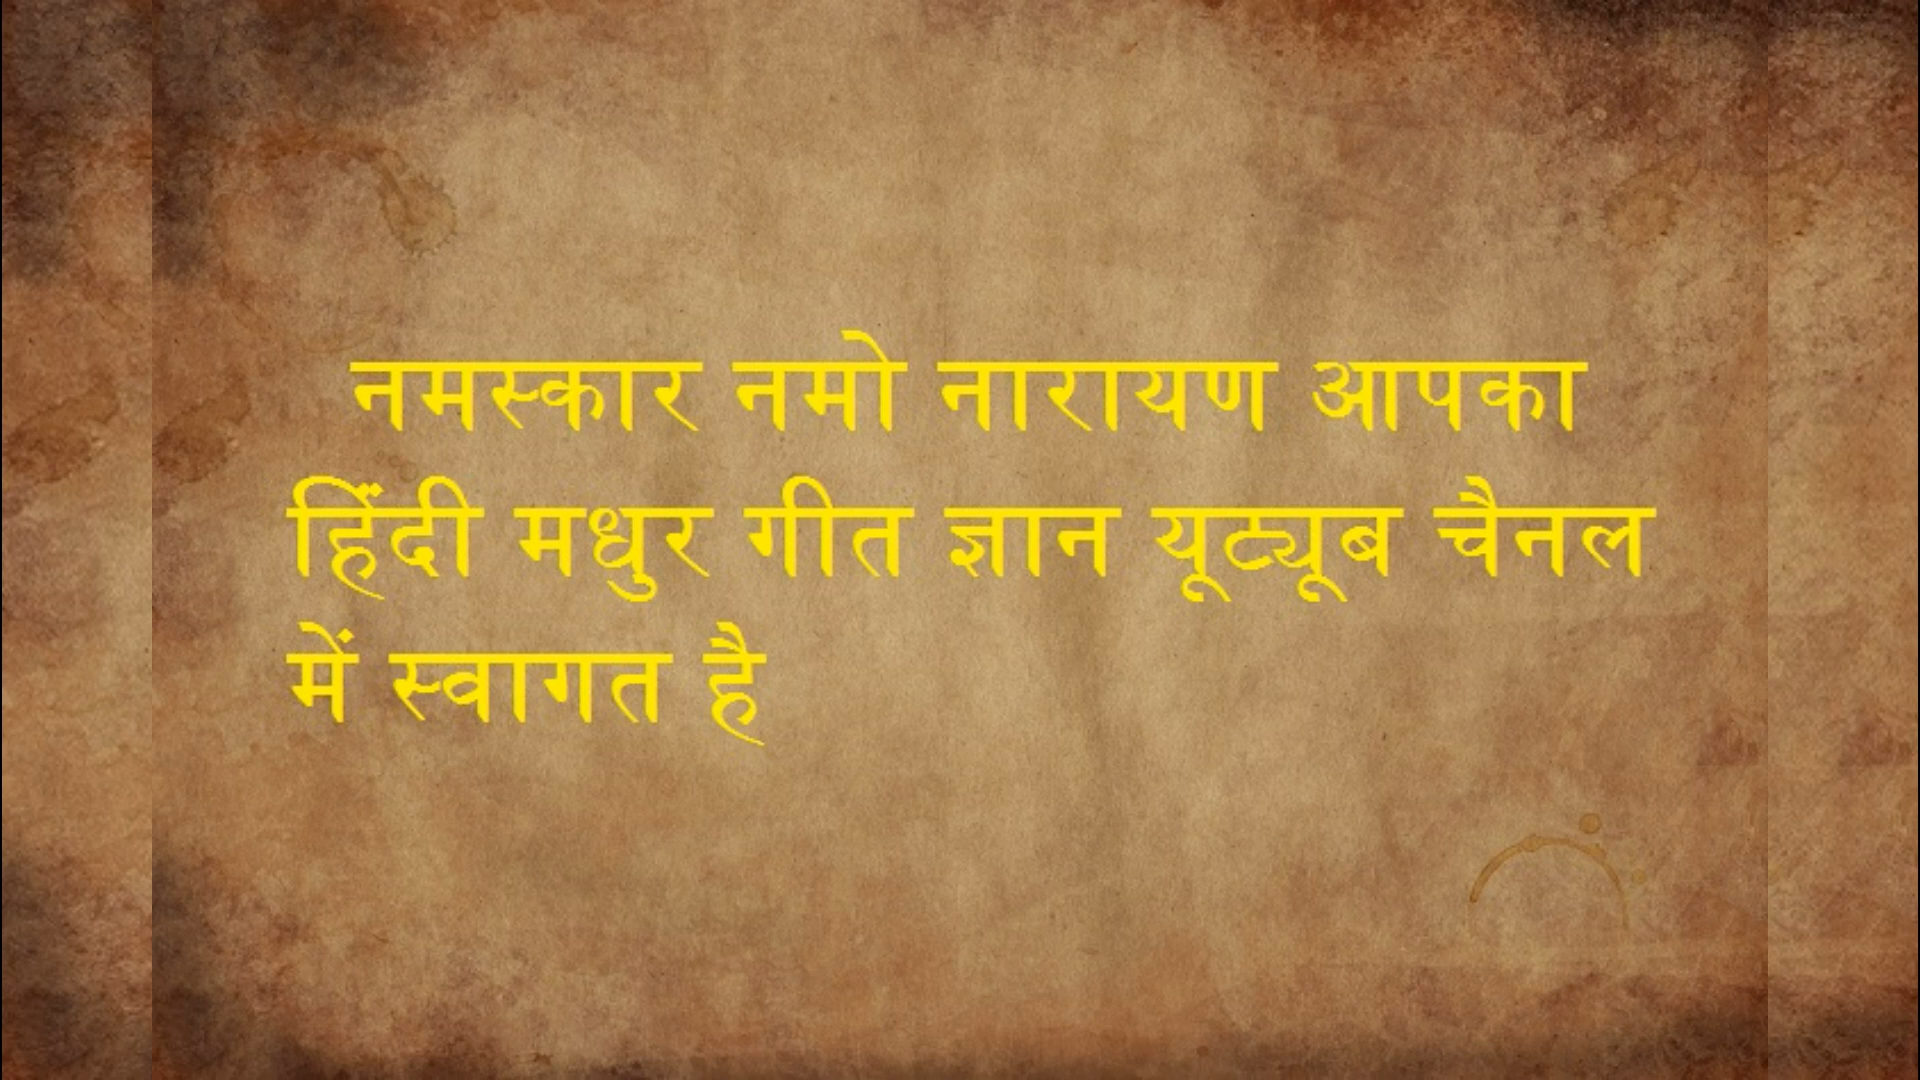 नमस्कार नमो नारायण आपका
हिंदी मधुर गीत ज्ञान यूट्यूब चैनल
में स्वागत है